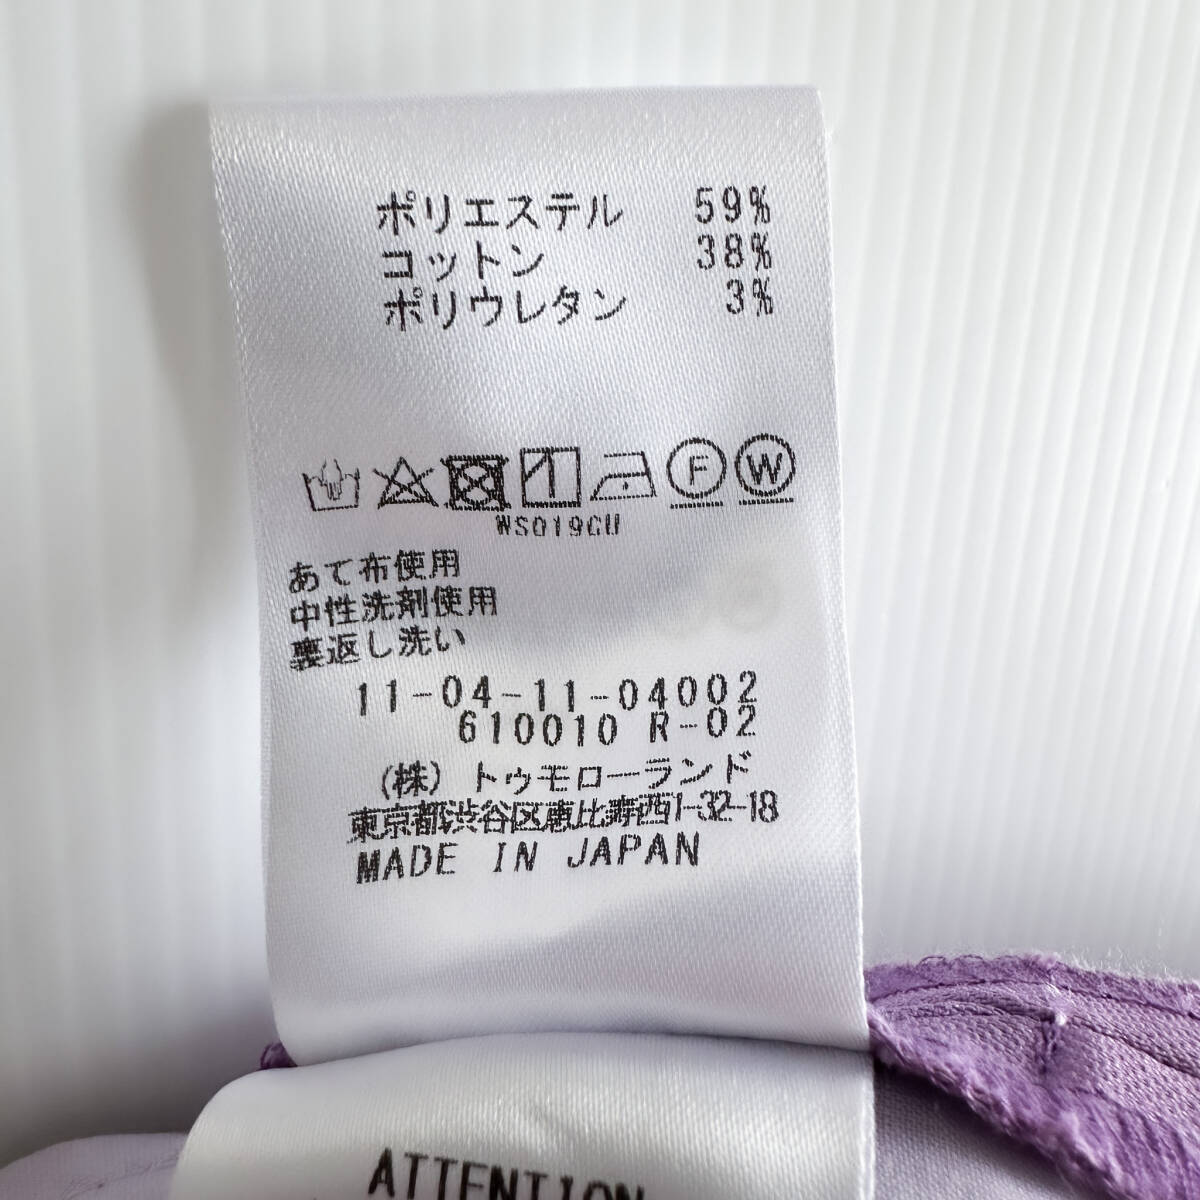 ポリエステル 59%
コットン 38%
ポリウレタン 3%
F W
WS019GU
あて布使用
中性洗剤使用
裏返し洗い
11-04-11-04002
610010 R-02
(株) トゥモローランド
東京都渋谷区恵比寿西1-32-18
MADE IN JAPAN
ATTENTION